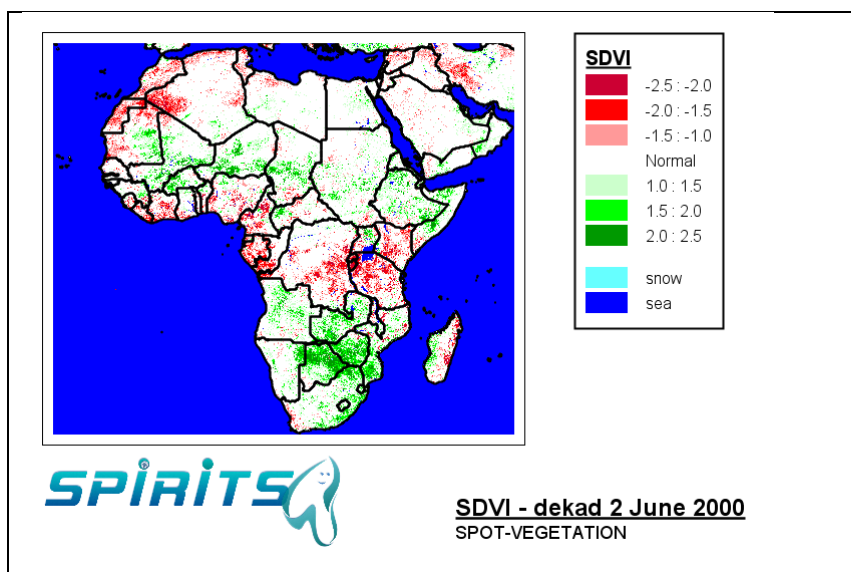 SDVI
-2.5 : -2.0
-2.0 : -1.5
-1.5 : -1.0
Normal
1.0 : 1.5
1.5 : 2.0
2.0 : 2.5
snow
sea
SPIRITS
SDVI - dekad 2 June 2000
SPOT-VEGETATION